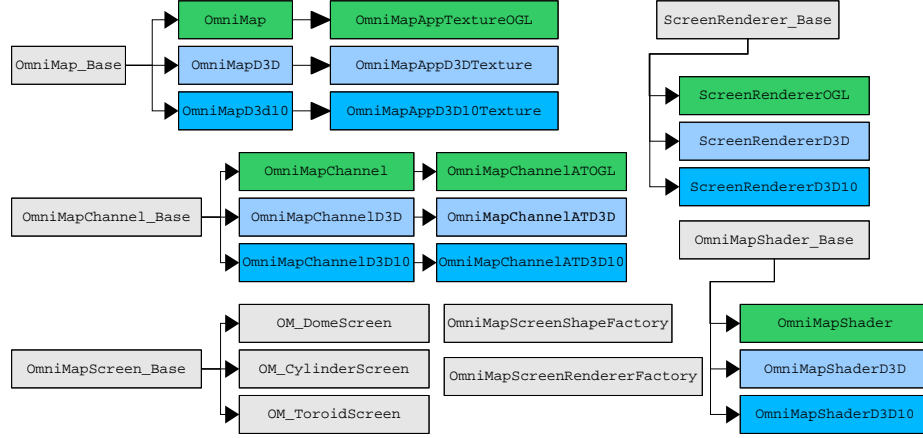 OmniMap_Base
OmniMap
OmniMapAppTextureOGL
OmniMapD3D
OmniMapAppD3DTexture
OmniMapD3d10
OmniMapAppD3D10Texture
ScreenRenderer_Base
ScreenRendererOGL
ScreenRendererD3D
ScreenRendererD3D10
OmniMapChannel_Base
OmniMapChannel
OmniMapChannelATOGL
OmniMapChannelD3D
OmniMapChannelATD3D
OmniMapChannelD3D10
OmniMapChannelATD3D10
OmniMapShader_Base
OmniMapShader
OmniMapShaderD3D
OmniMapShaderD3D10
OmniMapScreen_Base
OM_DomeScreen
OM_CylinderScreen
OM_ToroidScreen
OmniMapScreenShapeFactory
OmniMapScreenRendererFactory